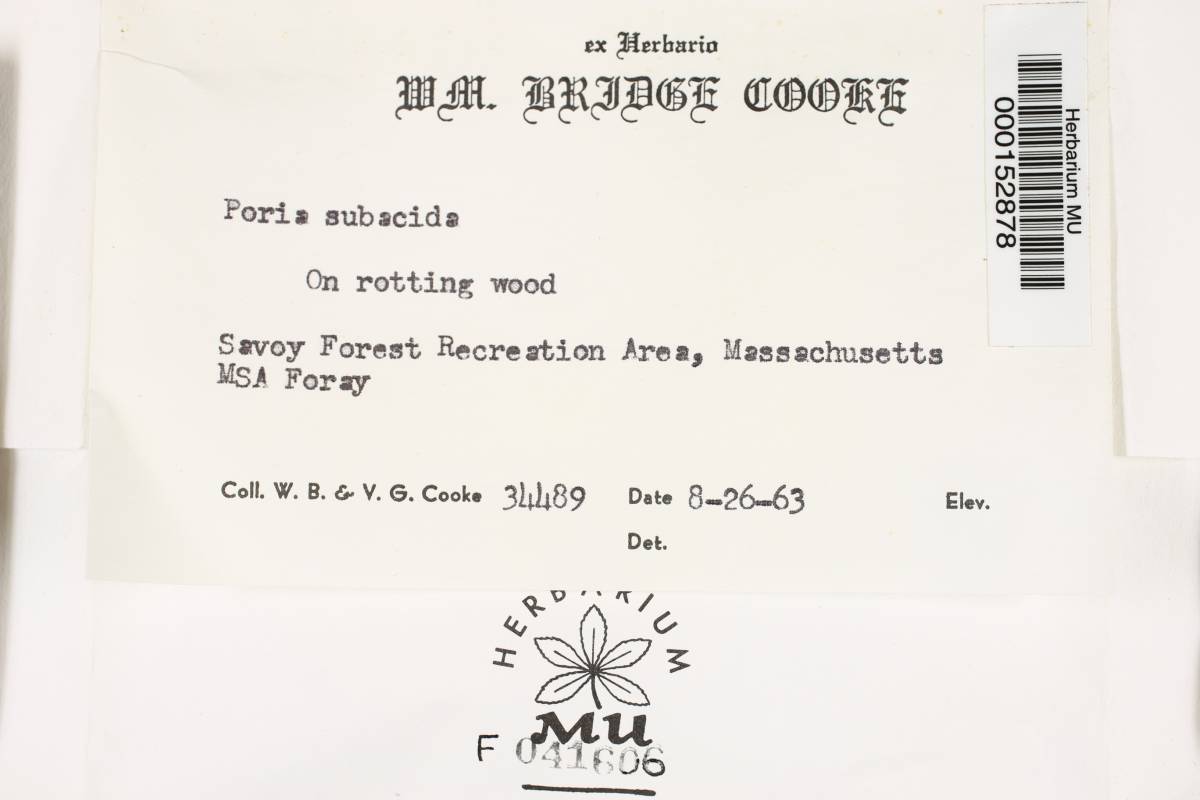 ex Herbario
WM. BRIDGE COOKE
Herbarium MU
000152878
Poria subacida
On rotting wood
Savoy Forest Recreation Area, Massachusetts
MSA Foray
Coll. W. B. & V. G. Cooke 34489 Date 8-26-63 Elev.
Det.
HERBARIUM
MU
F 041606